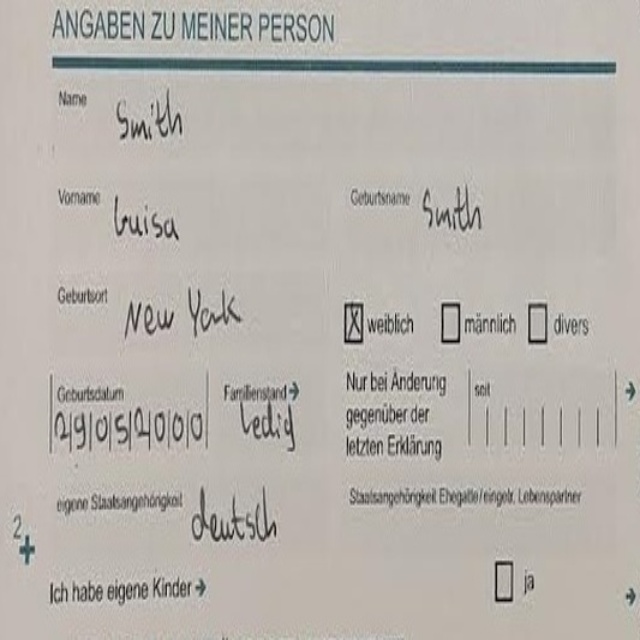 ANGABEN ZU MEINER PERSON
Name Smith
Vorname Luisa Geburtsname Smith
Geburtsort New York
X weiblich männlich divers
Geburtsdatum 29052000 Familienstand → ledig
Nur bei Änderung
gegenüber der
letzten Erklärung
seit →
eigene Staatsangehörigkeit deutsch
Staatsangehörigkeit Ehegatte/eingetr. Lebenspartner
2
+
Ich habe eigene Kinder → ja →